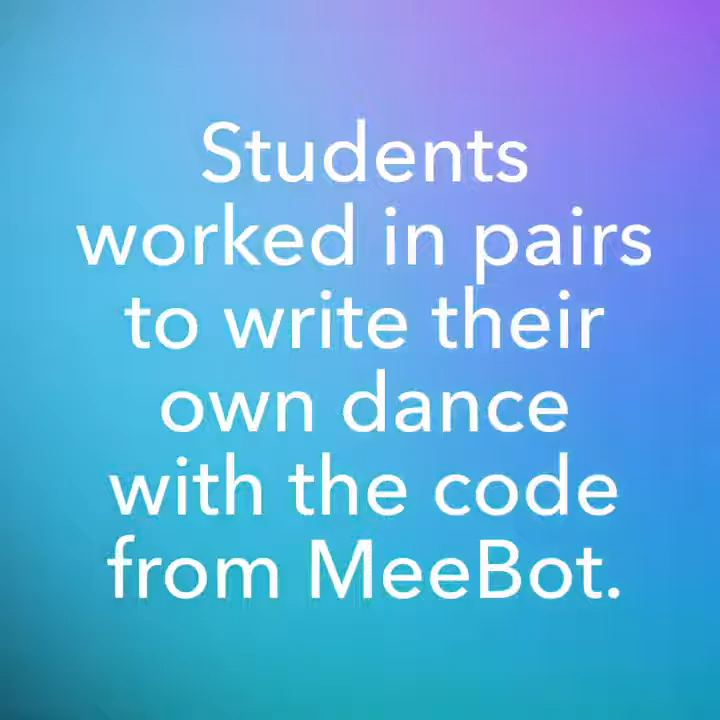 Students
worked in pairs
to write their
own dance
with the code
from MeeBot.